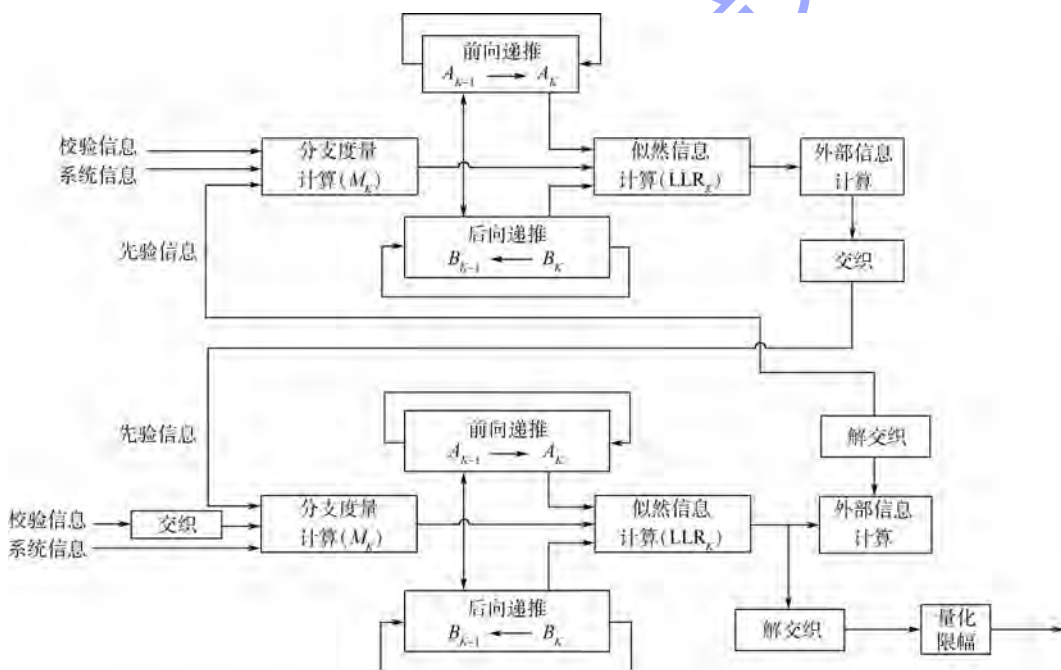 前向递推
A_{K-1} → A_K
校验信息
系统信息
分支度量
计算(M_K)
似然信息
计算(LLR_K)
外部信息
计算
先验信息
后向递推
B_{K-1} ← B_K
交织
先验信息
前向递推
A_{K-1} → A_K
解交织
校验信息
系统信息
交织
分支度量
计算(M_K)
似然信息
计算(LLR_K)
外部信息
计算
后向递推
B_{K-1} ← B_K
解交织
量化
限幅